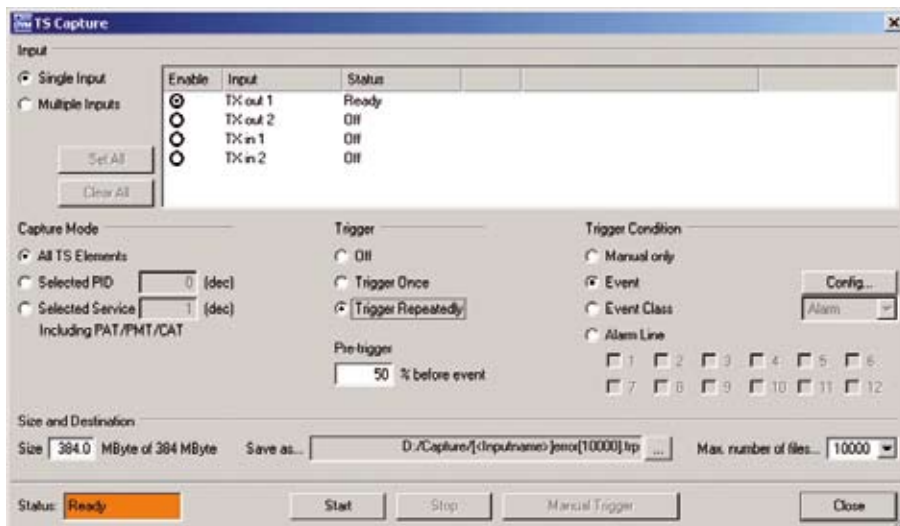 TS Capture
Input
Single Input
Multiple Inputs
Set All
Clear All
Enable Input Status
TX out 1 Ready
TX out 2 Off
TX in 1 Off
TX in 2 Off
Capture Mode
All TS Elements
Selected PID 0 (dec)
Selected Service 1 (dec)
Including PAT/PMT/CAT
Trigger
Off
Trigger Once
Trigger Repeatedly
Pre-trigger
50 % before event
Trigger Condition
Manual only
Event Config...
Event Class Alarm
Alarm Line
1 2 3 4 5 6
7 8 9 10 11 12
Size and Destination
Size 384.0 MByte of 384 MByte Save as... D:/Capture/[<Inputname>]error[10000].trp ... Max. number of files... 10000
Status: Ready Start Stop Manual Trigger Close